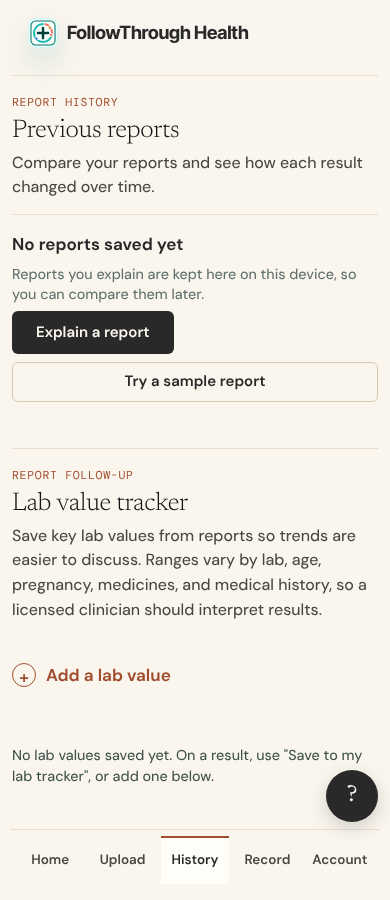 FollowThrough Health
REPORT HISTORY
Previous reports
Compare your reports and see how each result
changed over time.
No reports saved yet
Reports you explain are kept here on this device, so
you can compare them later.
Explain a report
Try a sample report
REPORT FOLLOW-UP
Lab value tracker
Save key lab values from reports so trends are
easier to discuss. Ranges vary by lab, age,
pregnancy, medicines, and medical history, so a
licensed clinician should interpret results.
+ Add a lab value
No lab values saved yet. On a result, use "Save to my
lab tracker", or add one below.
?
Home Upload History Record Account